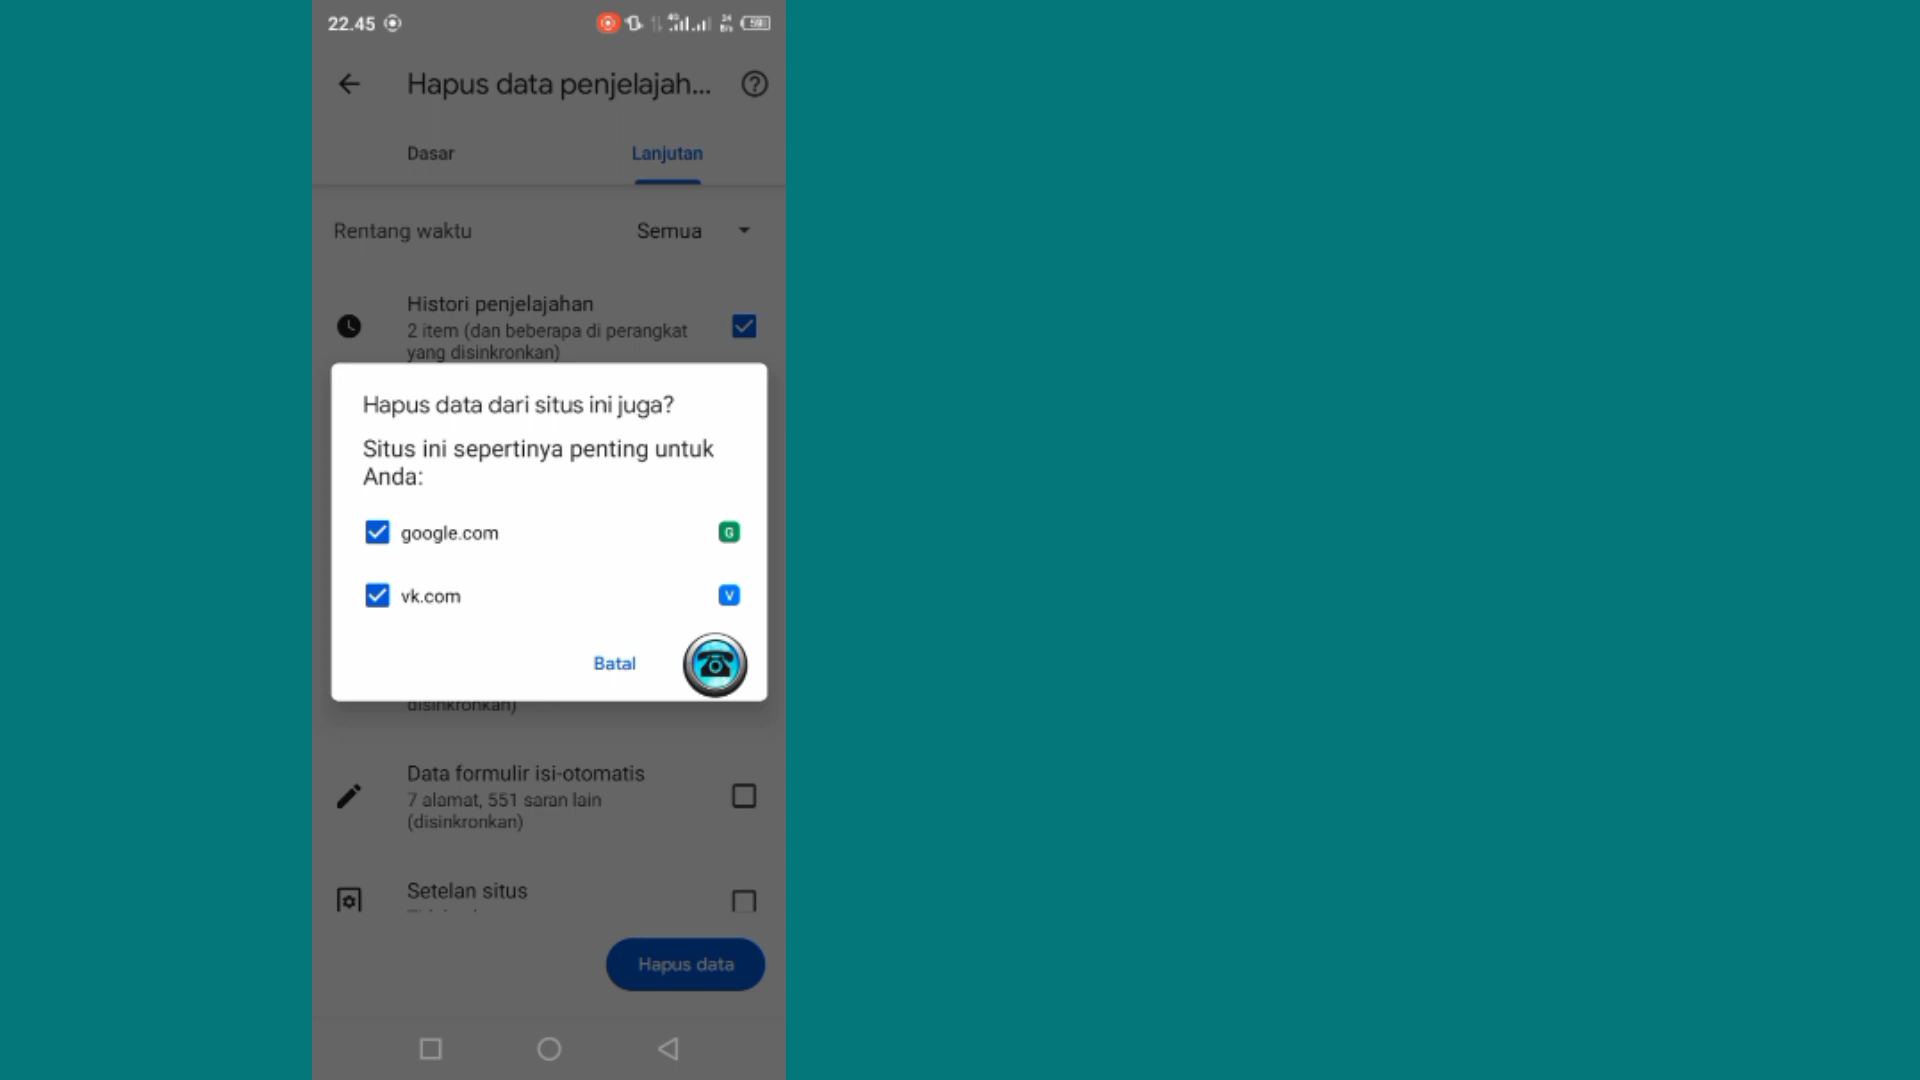 22.45
59
Hapus data penjelajah...
Dasar
Lanjutan
Rentang waktu
Semua
Histori penjelajahan
2 item (dan beberapa di perangkat
yang disinkronkan)
Hapus data dari situs ini juga?
Situs ini sepertinya penting untuk
Anda:
google.com
G
vk.com
V
Batal
disinkronkan)
Data formulir isi-otomatis
7 alamat, 551 saran lain
(disinkronkan)
Setelan situs
Hapus data